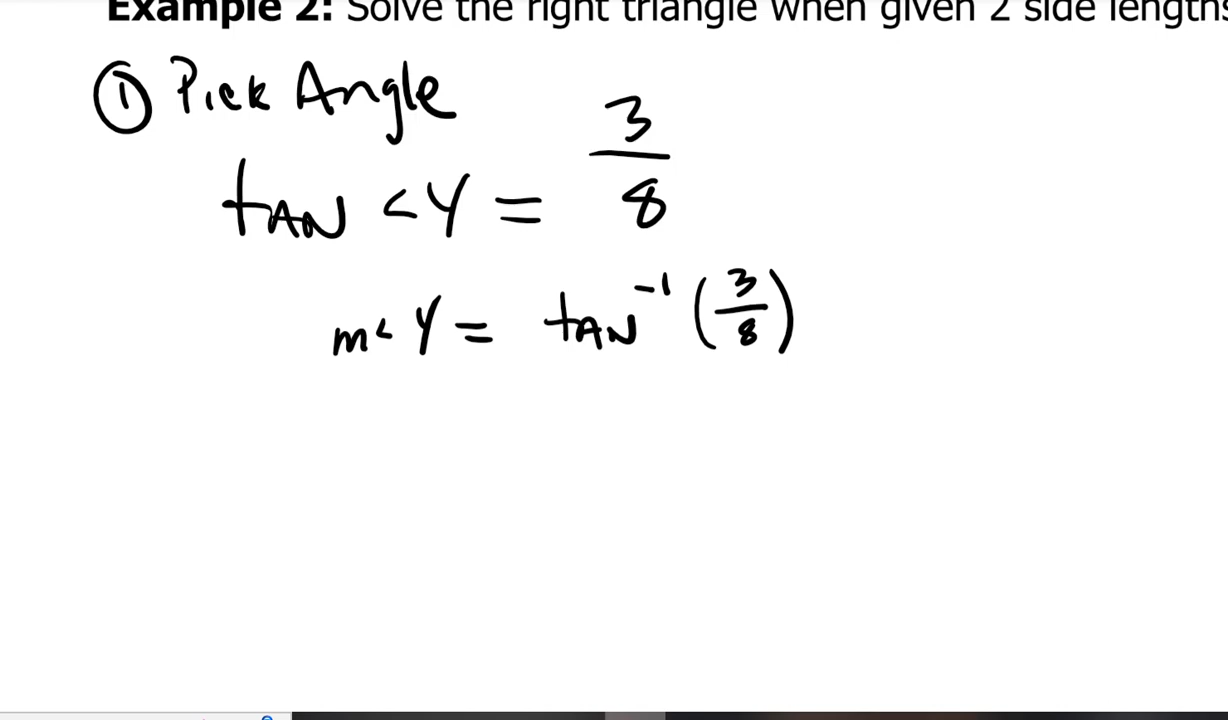 Example 2: Solve the right triangle when given 2 side lengths
① Pick Angle
tAN <Y = 3/8
m< Y = tAN⁻¹ (3/8)